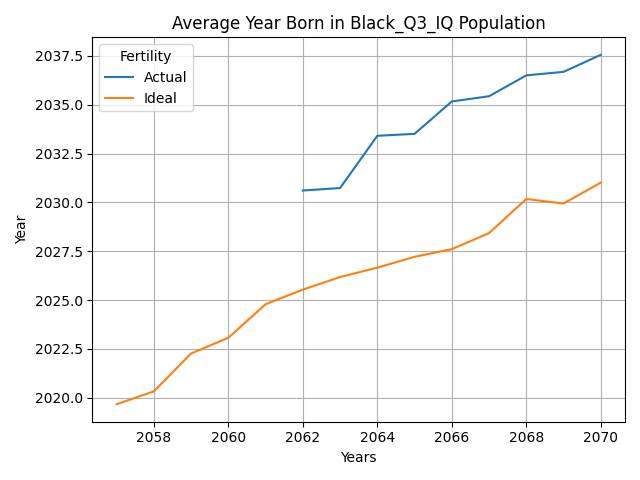 Average Year Born in Black_Q3_IQ Population
Fertility
Actual
Ideal
2037.5
2035.0
2032.5
2030.0
2027.5
2025.0
2022.5
2020.0
Year
2058 2060 2062 2064 2066 2068 2070
Years